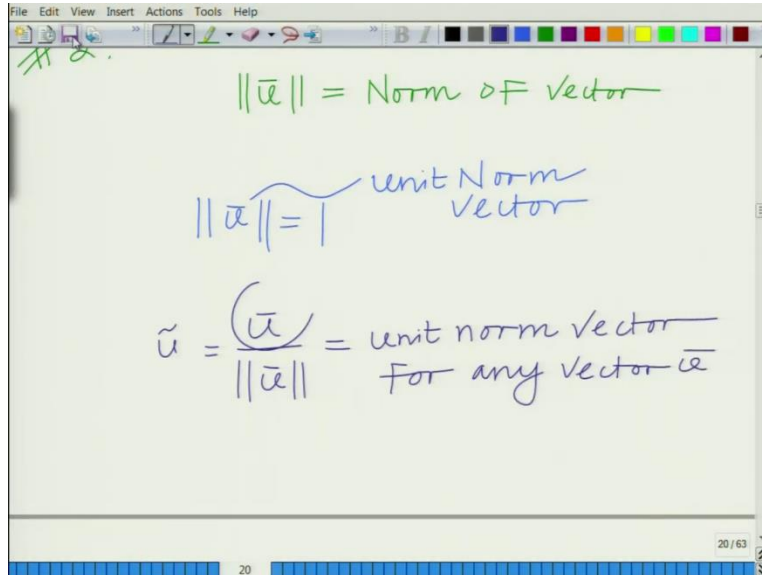 File Edit View Insert Actions Tools Help
B I
# 2.
||ū|| = Norm OF Vector
||ū|| = 1 unit Norm
Vector
ũ = ū / ||ū|| = unit norm vector
For any vector ū
20/63
20